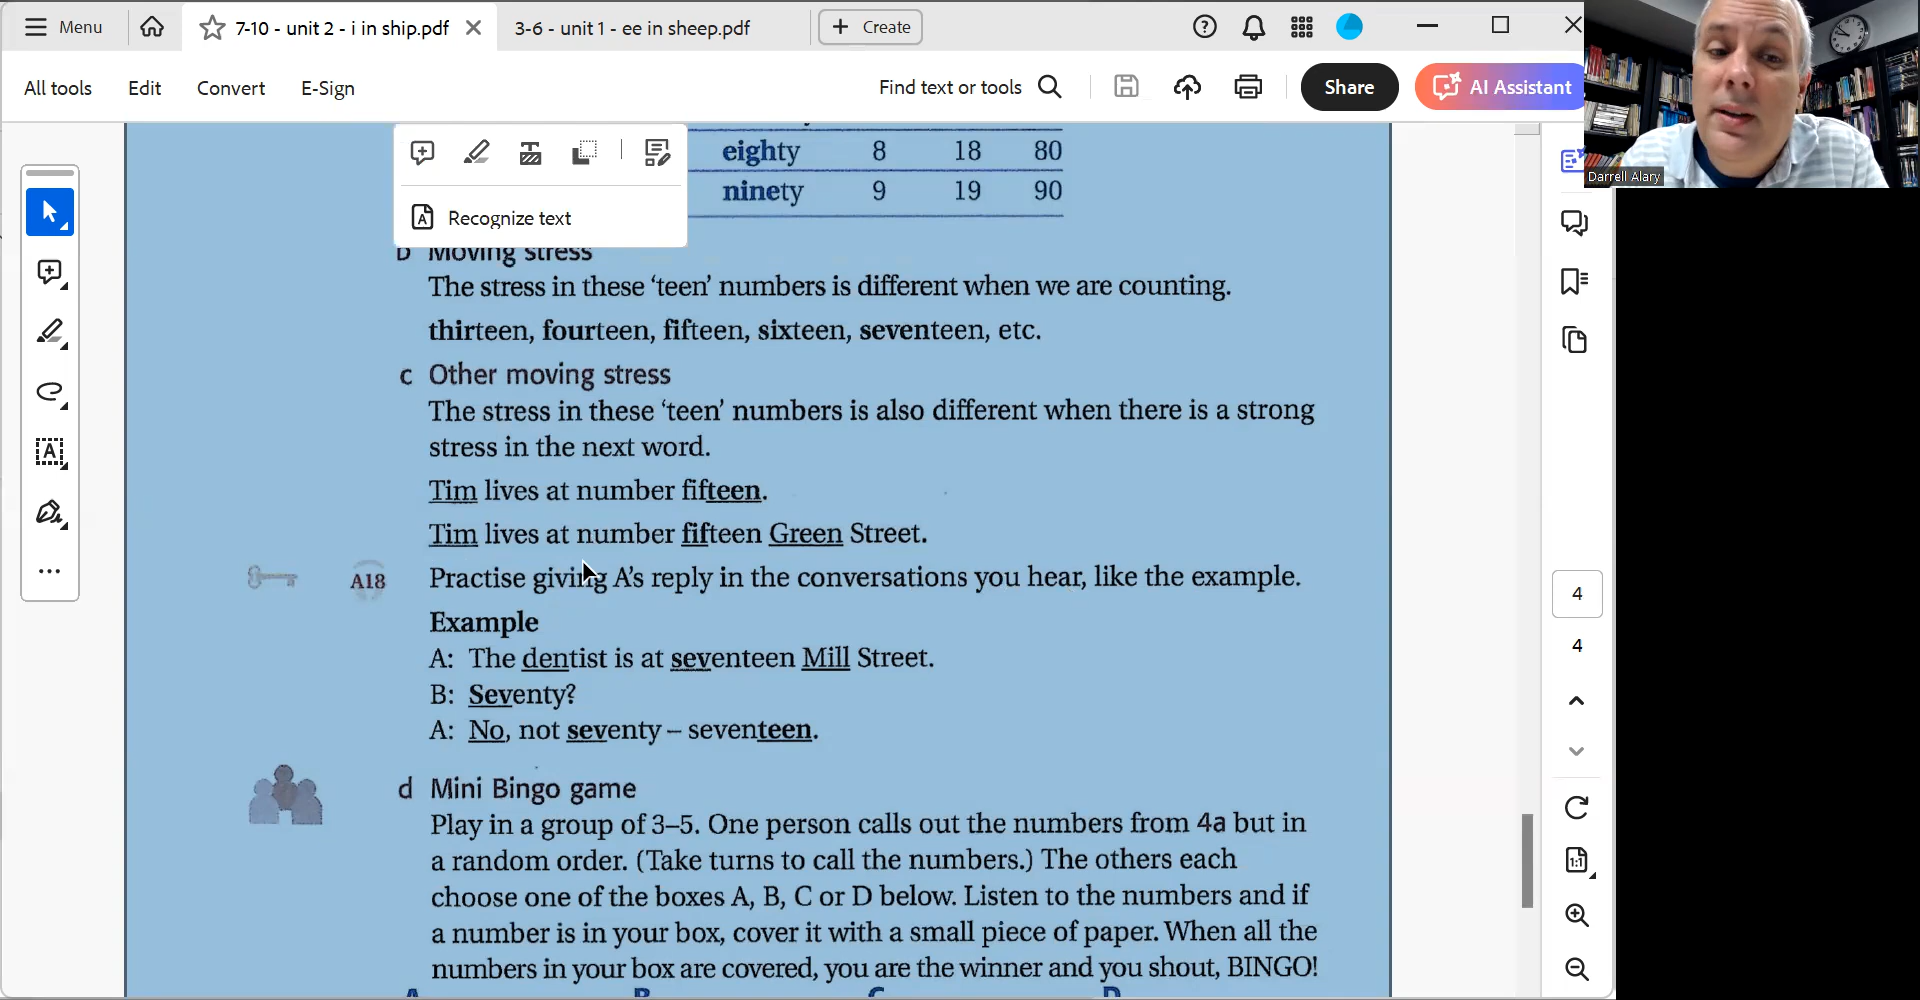 Menu
7-10 - unit 2 - i in ship.pdf
3-6 - unit 1 - ee in sheep.pdf
Create
All tools
Edit
Convert
E-Sign
Find text or tools
Share
AI Assistant
Darrell Alary
Recognize text
eighty 8 18 80
ninety 9 19 90
b Moving stress
The stress in these ‘teen’ numbers is different when we are counting.
thirteen, fourteen, fifteen, sixteen, seventeen, etc.
c Other moving stress
The stress in these ‘teen’ numbers is also different when there is a strong
stress in the next word.
Tim lives at number fifteen.
Tim lives at number fifteen Green Street.
A18 Practise giving A’s reply in the conversations you hear, like the example.
Example
A: The dentist is at seventeen Mill Street.
B: Seventy?
A: No, not seventy – seventeen.
d Mini Bingo game
Play in a group of 3–5. One person calls out the numbers from 4a but in
a random order. (Take turns to call the numbers.) The others each
choose one of the boxes A, B, C or D below. Listen to the numbers and if
a number is in your box, cover it with a small piece of paper. When all the
numbers in your box are covered, you are the winner and you shout, BINGO!
A B C D
4
4